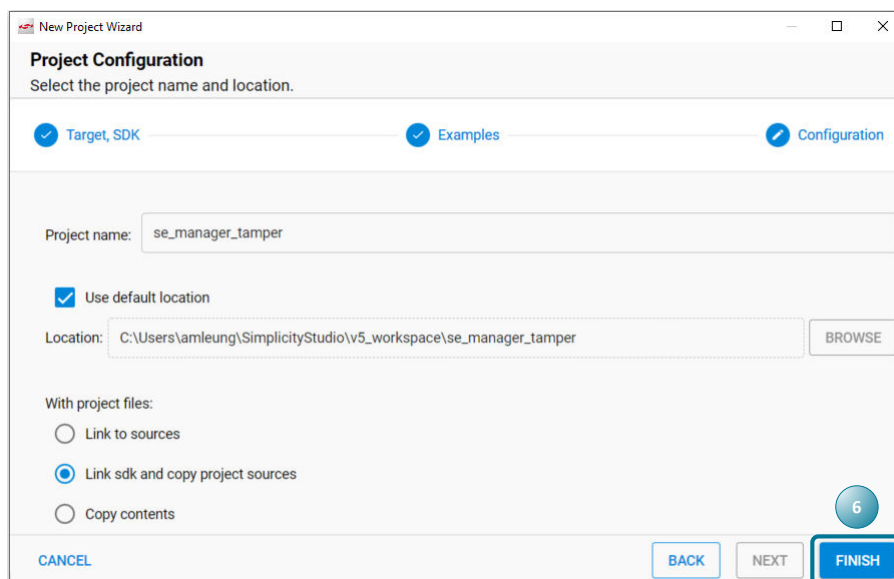 New Project Wizard
Project Configuration
Select the project name and location.
Target, SDK
Examples
Configuration
Project name: se_manager_tamper
Use default location
Location: C:\Users\amleung\SimplicityStudio\v5_workspace\se_manager_tamper BROWSE
With project files:
Link to sources
Link sdk and copy project sources
Copy contents
6
CANCEL BACK NEXT FINISH